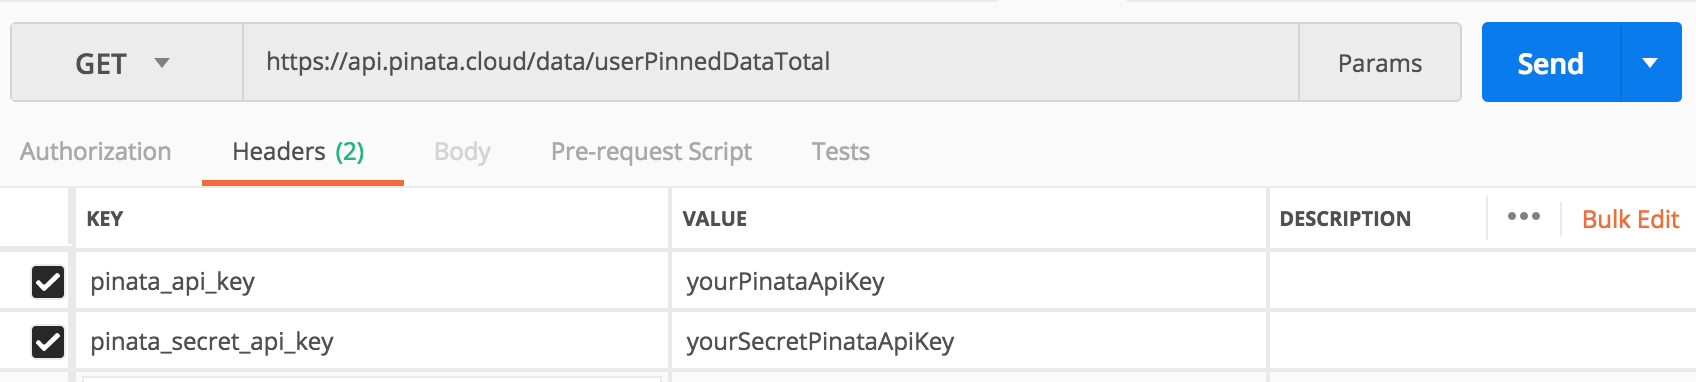 GET https://api.pinata.cloud/data/userPinnedDataTotal Params Send
Authorization Headers (2) Body Pre-request Script Tests
KEY VALUE DESCRIPTION ••• Bulk Edit
pinata_api_key yourPinataApiKey
pinata_secret_api_key yourSecretPinataApiKey